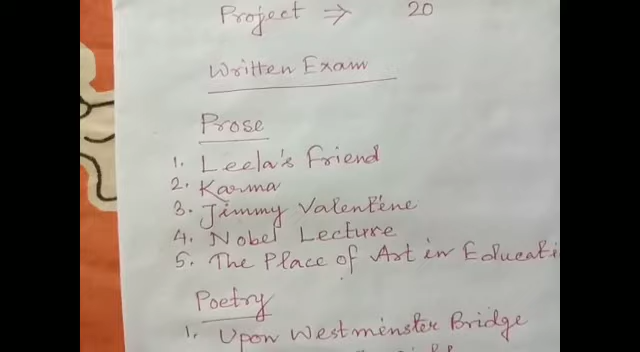 Project → 20
Written Exam
Prose
1. Leela's Friend
2. Karma
3. Jimmy Valentine
4. Nobel Lecture
5. The Place of Art in Educati
Poetry
1. Upon Westminster Bridge